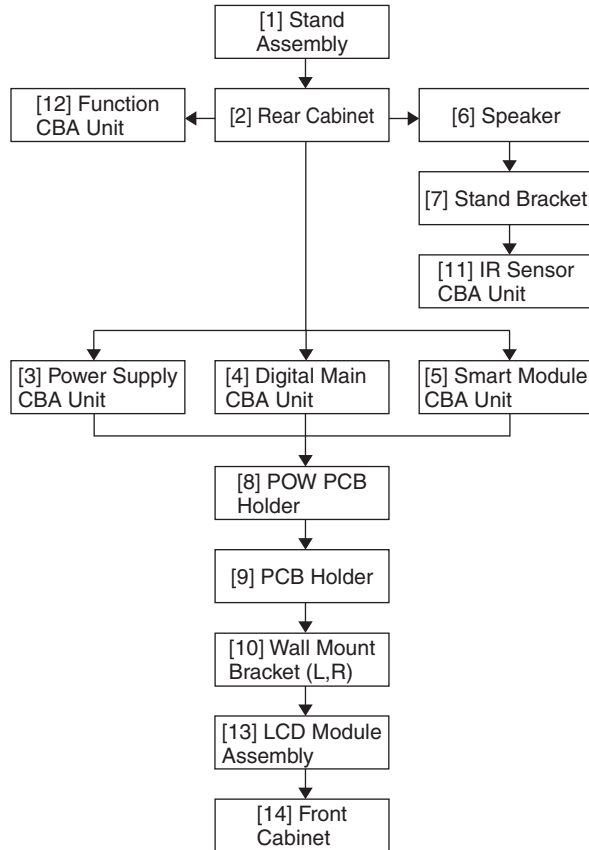 [1] Stand
Assembly
[12] Function
CBA Unit
[2] Rear Cabinet
[6] Speaker
[7] Stand Bracket
[11] IR Sensor
CBA Unit
[3] Power Supply
CBA Unit
[4] Digital Main
CBA Unit
[5] Smart Module
CBA Unit
[8] POW PCB
Holder
[9] PCB Holder
[10] Wall Mount
Bracket (L,R)
[13] LCD Module
Assembly
[14] Front
Cabinet